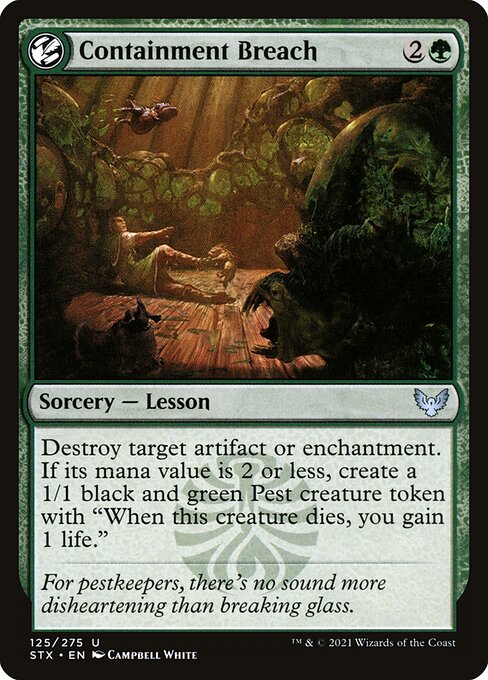 Containment Breach 2
Sorcery — Lesson
Destroy target artifact or enchantment.
If its mana value is 2 or less, create a
1/1 black and green Pest creature token
with “When this creature dies, you gain
1 life.”
For pestkeepers, there’s no sound more
disheartening than breaking glass.
125/275 U
STX • EN Campbell White
™ & © 2021 Wizards of the Coast